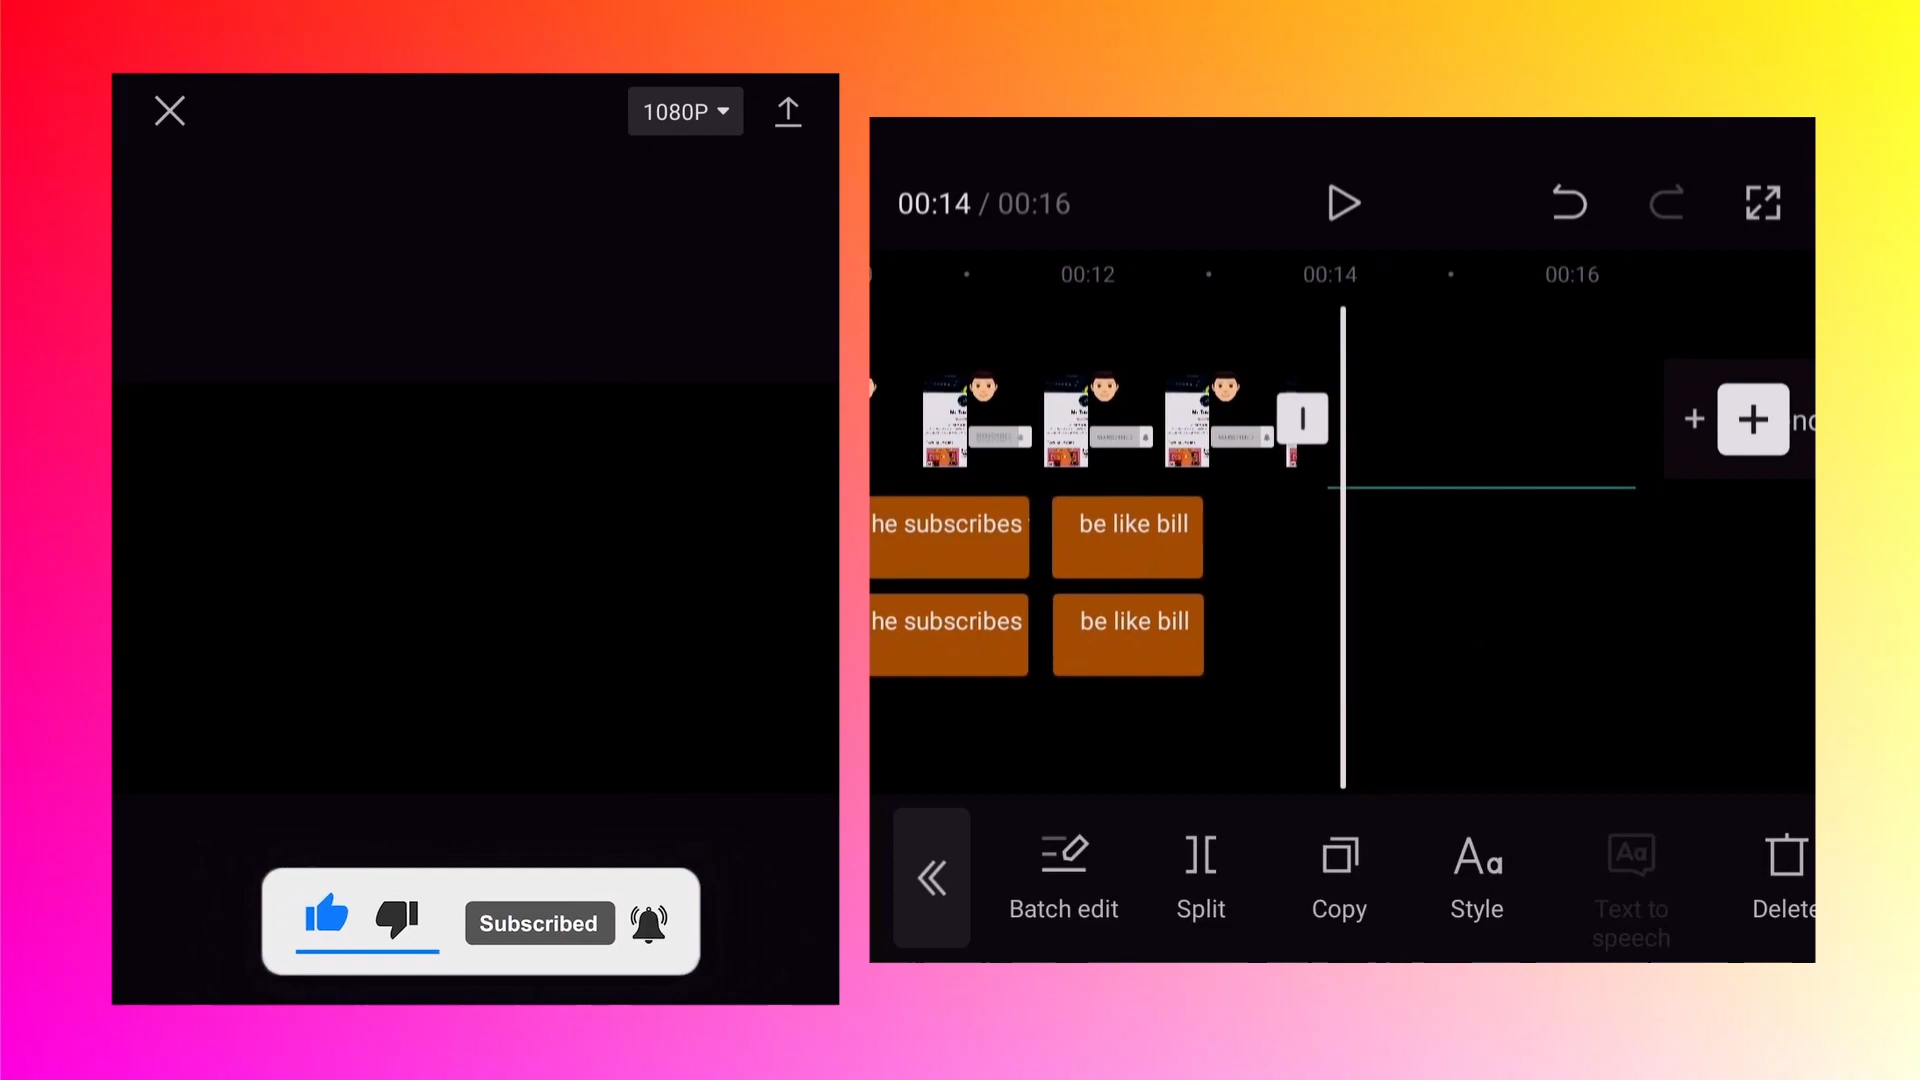 1080P
Subscribed
00:14 / 00:16
00:12
00:14
00:16
he subscribes
be like bill
he subscribes
be like bill
Batch edit
Split
Copy
Style
Text to
speech
Delete